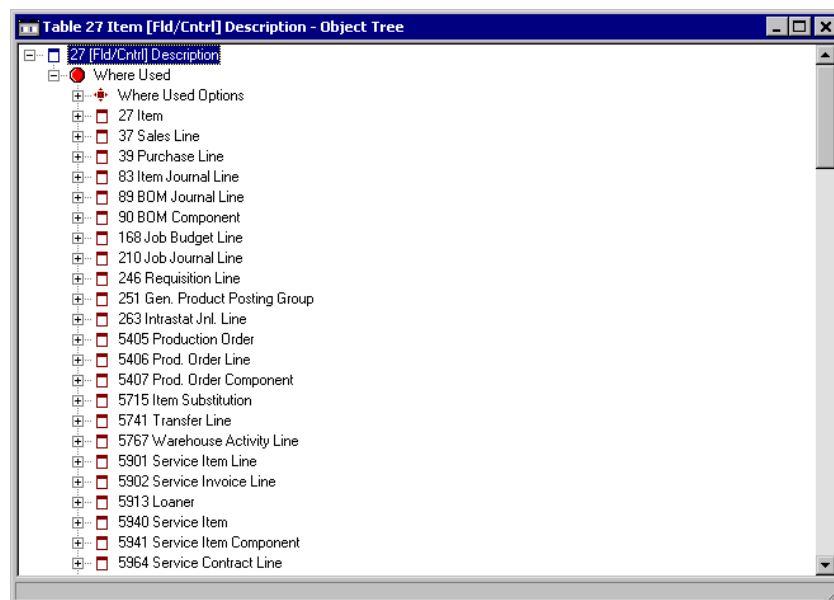 Table 27 Item [Fld/Cntrl] Description - Object Tree
27 [Fld/Cntrl] Description
Where Used
Where Used Options
27 Item
37 Sales Line
39 Purchase Line
83 Item Journal Line
89 BOM Journal Line
90 BOM Component
168 Job Budget Line
210 Job Journal Line
246 Requisition Line
251 Gen. Product Posting Group
263 Intrastat Jnl. Line
5405 Production Order
5406 Prod. Order Line
5407 Prod. Order Component
5715 Item Substitution
5741 Transfer Line
5767 Warehouse Activity Line
5901 Service Item Line
5902 Service Invoice Line
5913 Loaner
5940 Service Item
5941 Service Item Component
5964 Service Contract Line